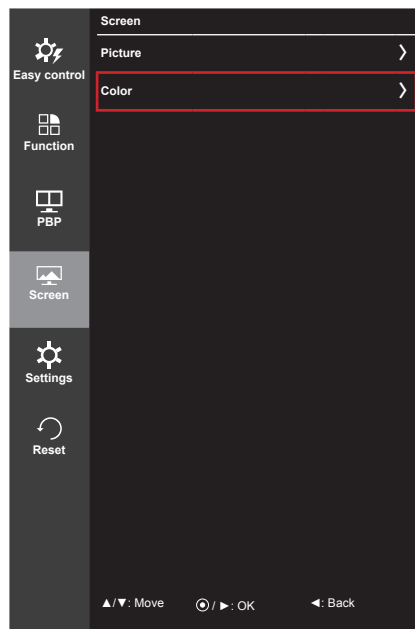 Screen
Picture
Color
Easy control
Function
PBP
Screen
Settings
Reset
▲/▼: Move ⦿ / ►: OK ◄: Back